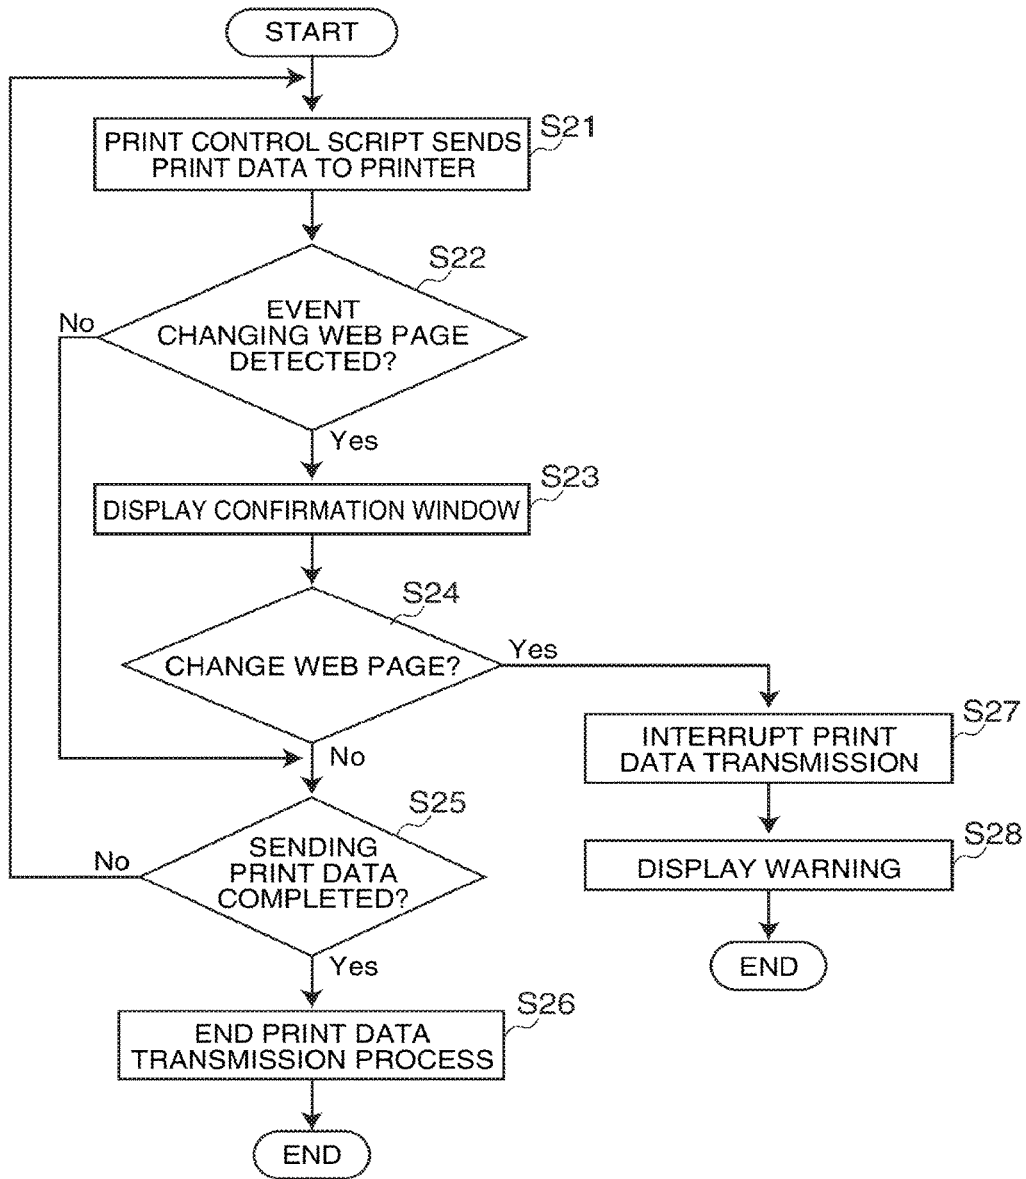 START
PRINT CONTROL SCRIPT SENDS
PRINT DATA TO PRINTER
S21
S22
EVENT
CHANGING WEB PAGE
DETECTED?
No
Yes
S23
DISPLAY CONFIRMATION WINDOW
S24
CHANGE WEB PAGE?
Yes
No
S27
INTERRUPT PRINT
DATA TRANSMISSION
S25
SENDING
PRINT DATA
COMPLETED?
No
Yes
S28
DISPLAY WARNING
END
S26
END PRINT DATA
TRANSMISSION PROCESS
END